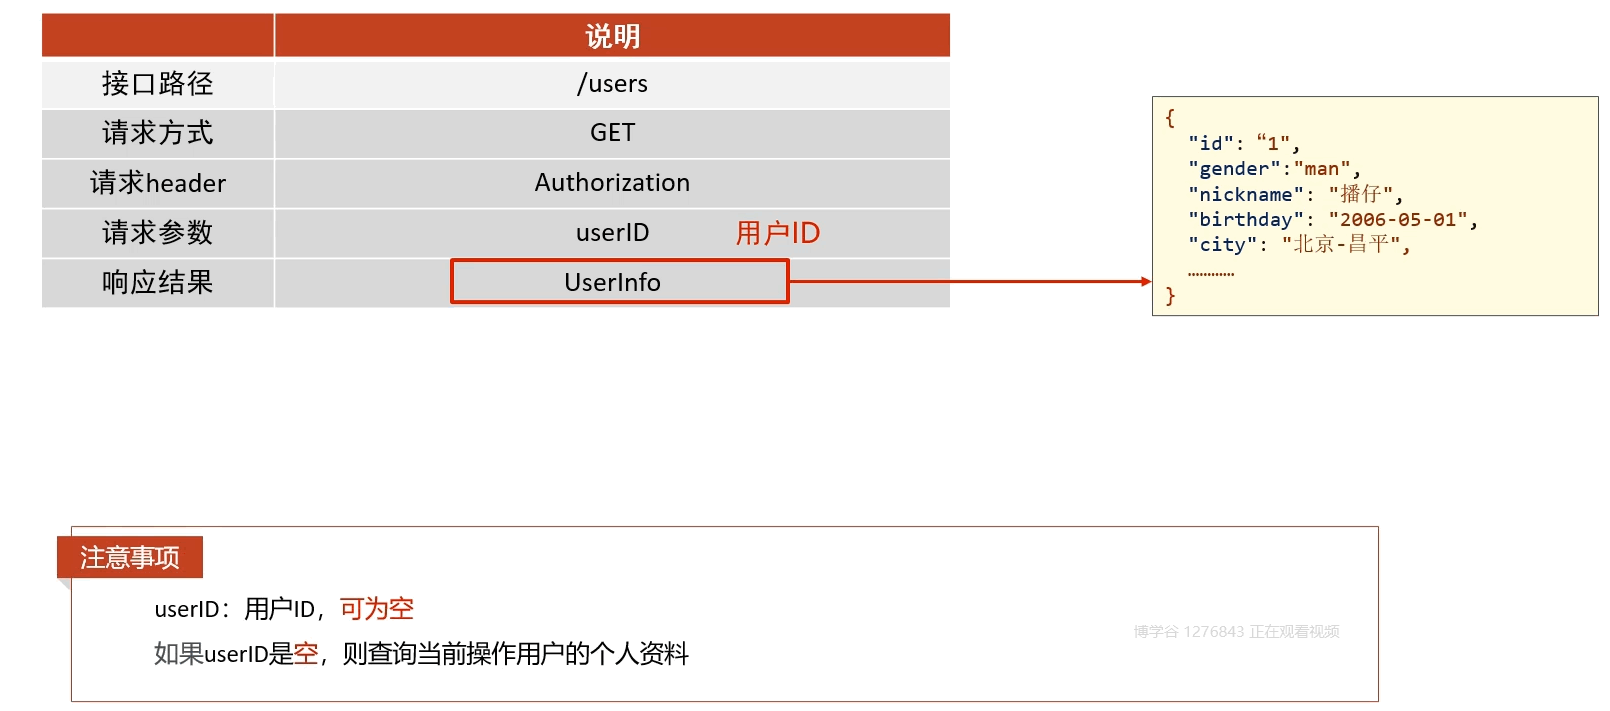 说明
接口路径 /users
请求方式 GET
请求header Authorization
请求参数 userID 用户ID
响应结果 UserInfo
{
"id": “1",
"gender":"man",
"nickname": "播仔",
"birthday": "2006-05-01",
"city": "北京-昌平",
…………
}
注意事项
userID：用户ID，可为空
如果userID是空，则查询当前操作用户的个人资料
博学谷 1276843 正在观看视频